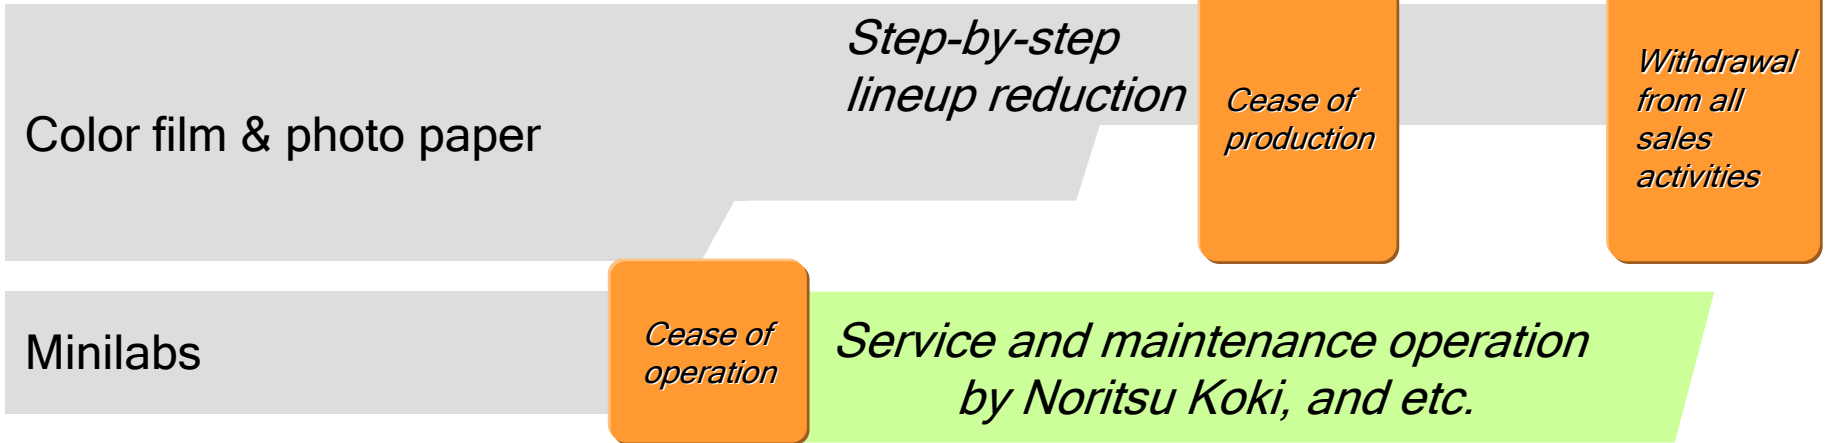 Step-by-step
lineup reduction
Color film & photo paper
Cease of
production
Withdrawal
from all
sales
activities
Minilabs
Cease of
operation
Service and maintenance operation
by Noritsu Koki, and etc.